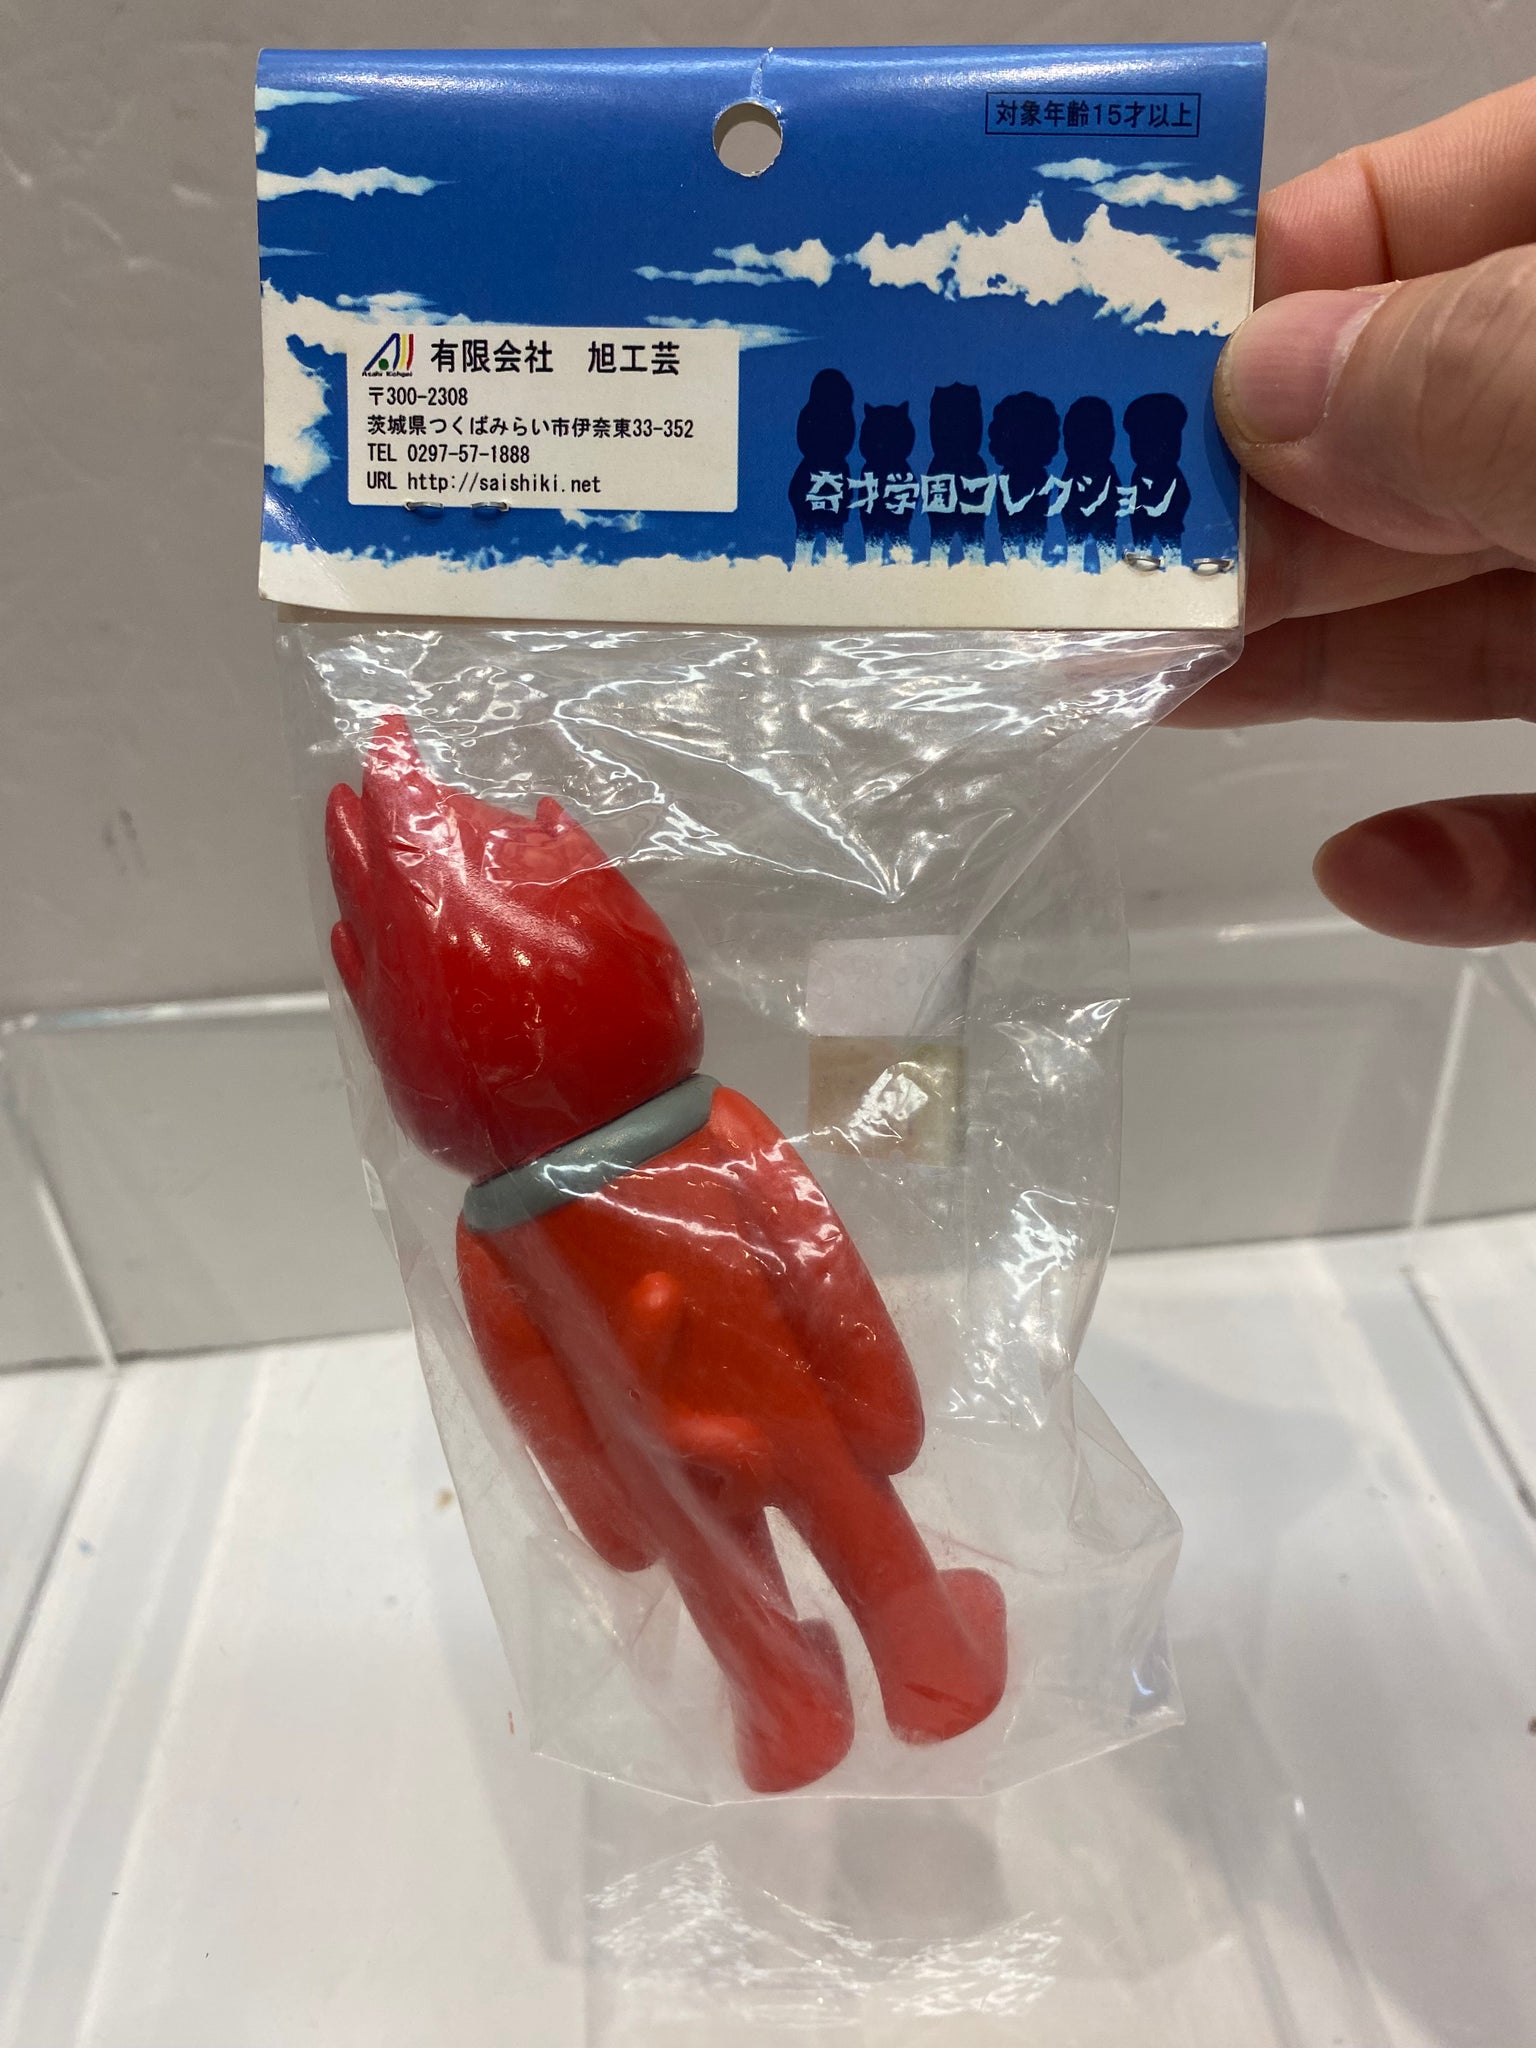 対象年齢15才以上
Asahi Kohgei
有限会社 旭工芸
〒300-2308
茨城県つくばみらい市伊奈東33-352
TEL 0297-57-1888
URL http://saishiki.net
奇才学園コレクション